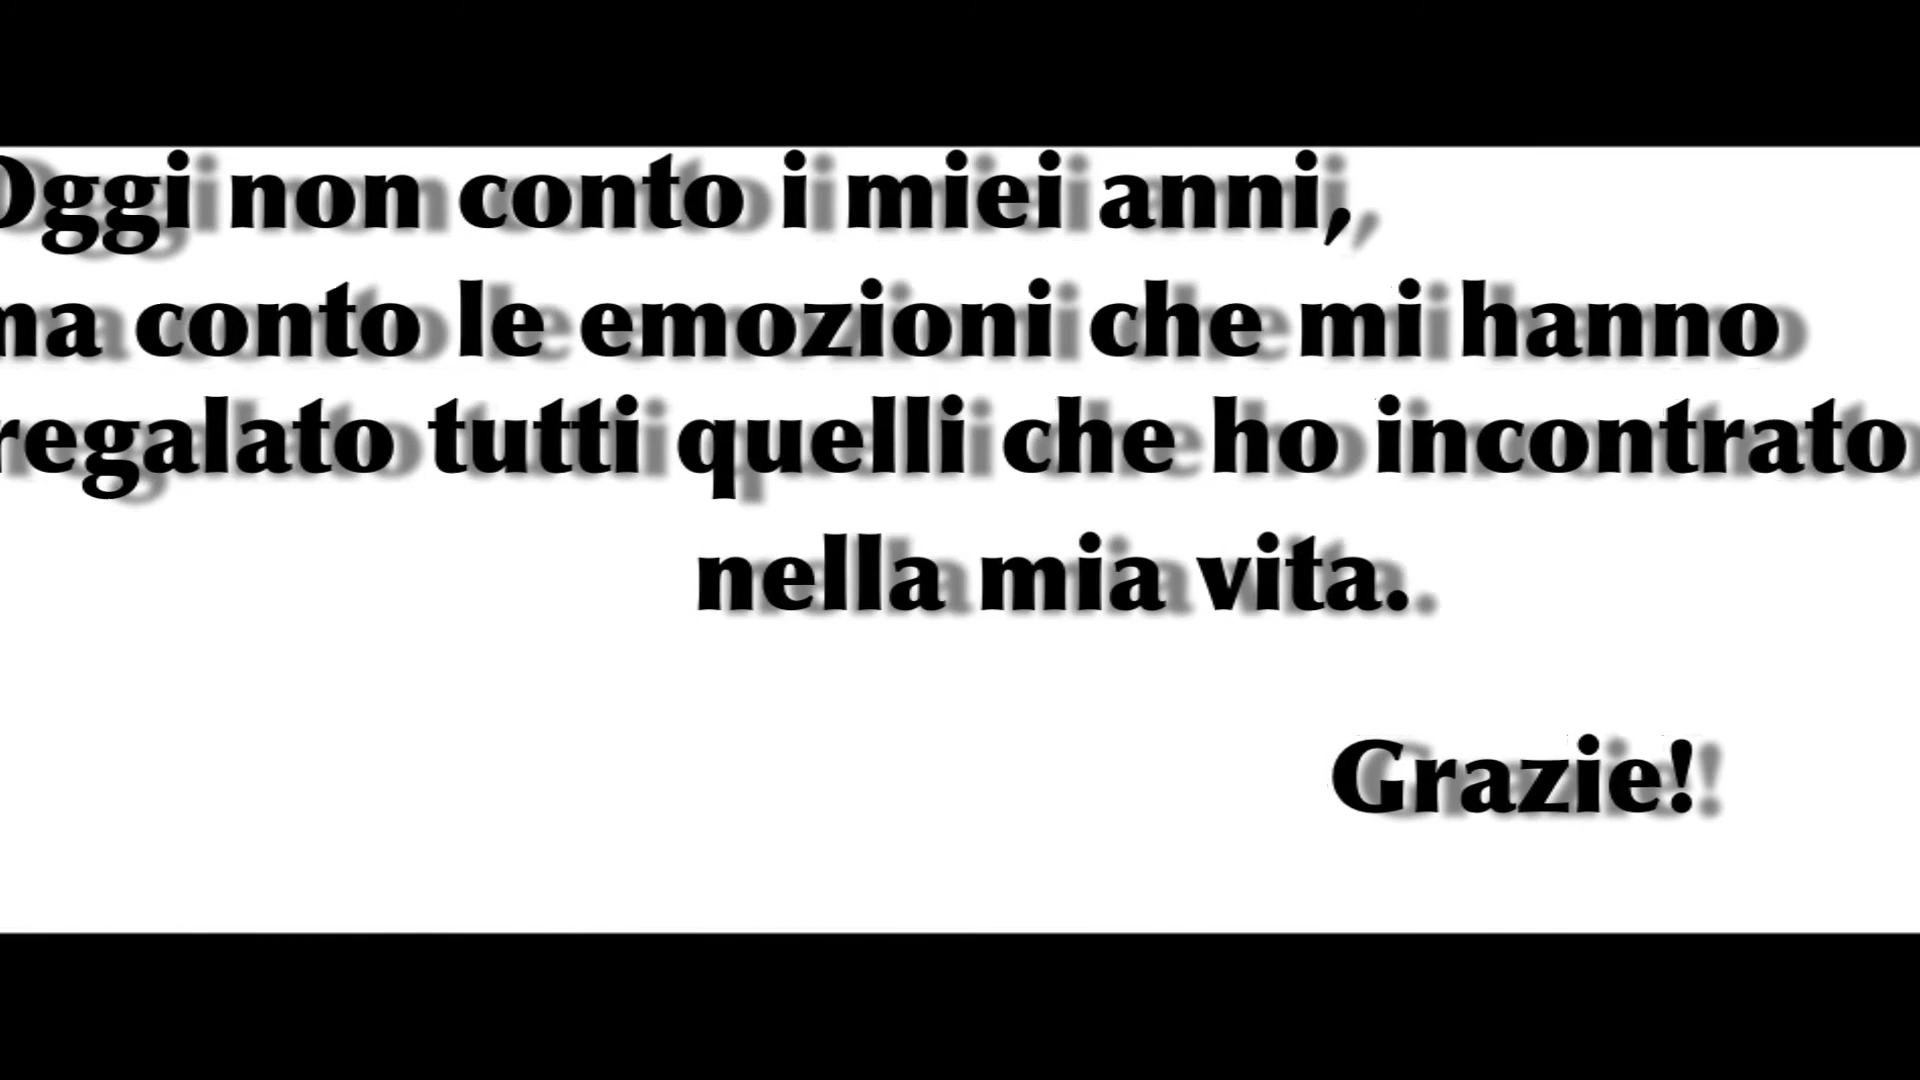 Oggi non conto i miei anni,
ma conto le emozioni che mi hanno
regalato tutti quelli che ho incontrato
nella mia vita.
Grazie!